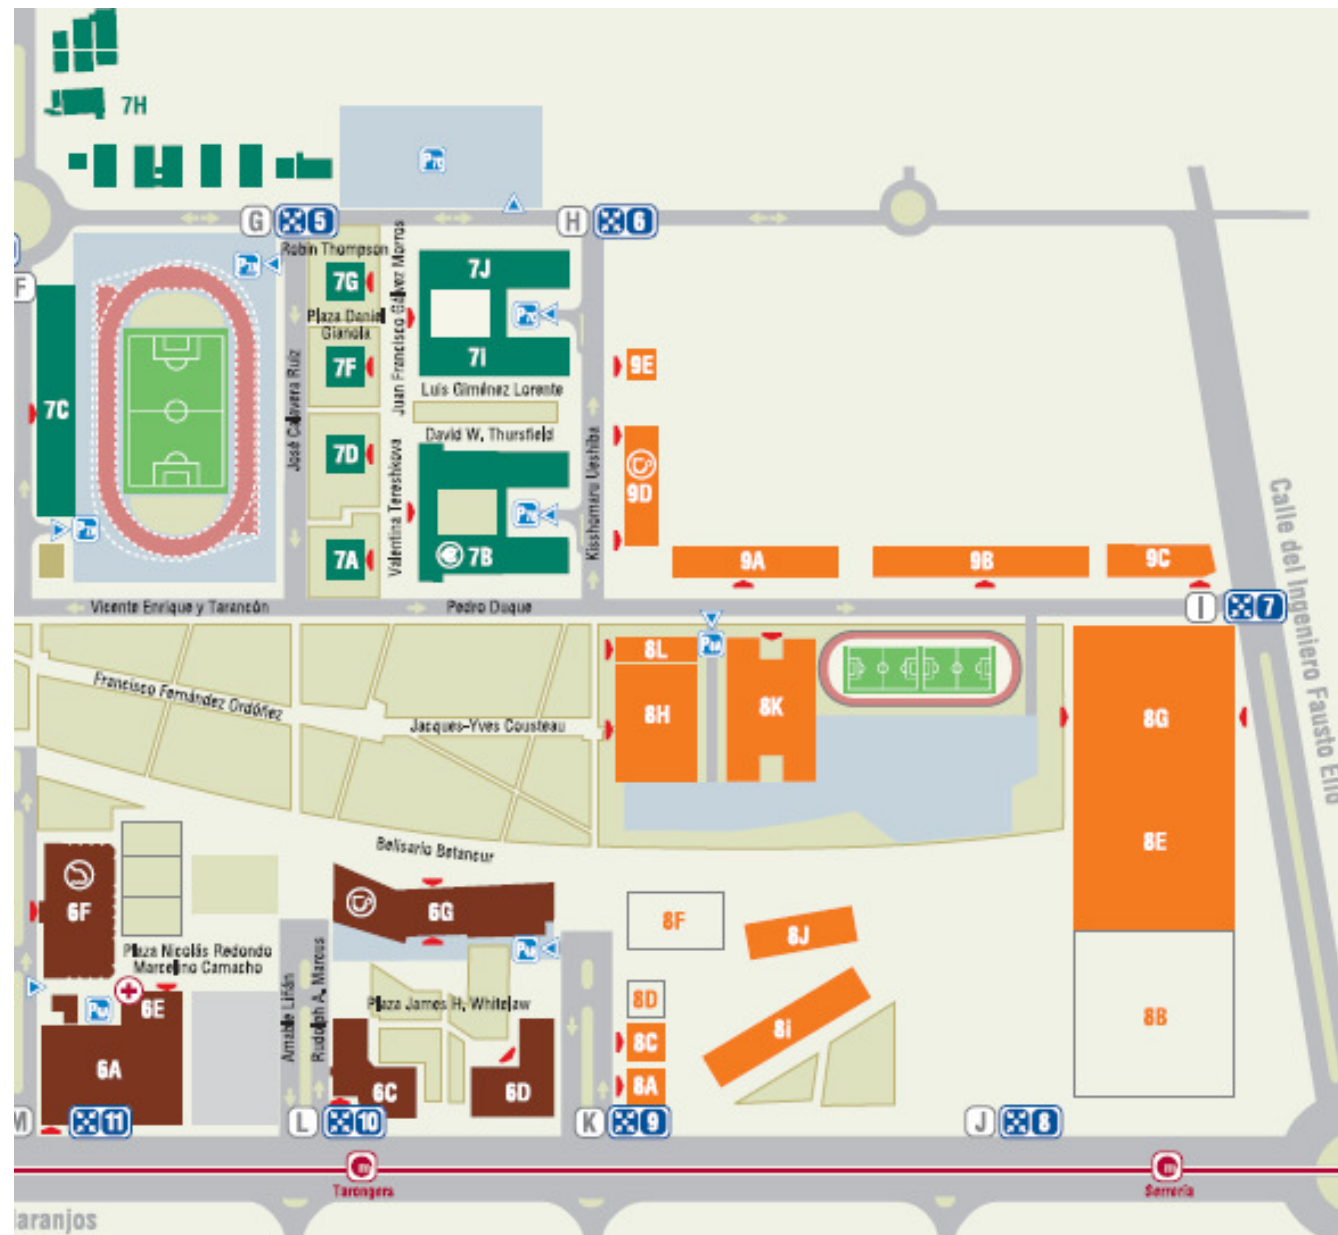 7H
G
5
H
6
F
Robin Thompson
7G
Plaza Daniel
Gianola
Juan Francisco Gálvez Morros
7J
7I
7F
9E
7C
José Calavera Ruiz
Luis Giménez Lorente
David W. Thursfield
7D
Valentina Tereshkova
Kisshomaru Ueshiba
9D
7A
7B
9A
9B
9C
Calle del Ingeniero Fausto Elio
Vicente Enrique y Tarancón
Pedro Duque
I
7
8L
Francisco Fernández Ordóñez
Jacques-Yves Cousteau
8H
8K
8G
Belisario Betancur
8E
6F
6G
8F
8J
Plaza Nicolás Redondo
Marcelino Camacho
Amable Liñán
Rudolph A. Marcus
6E
Plaza James H. Whitelaw
8D
8i
8B
8C
6A
6C
6D
8A
M
11
L
10
K
9
J
8
Tarongers
Serrería
aranjos